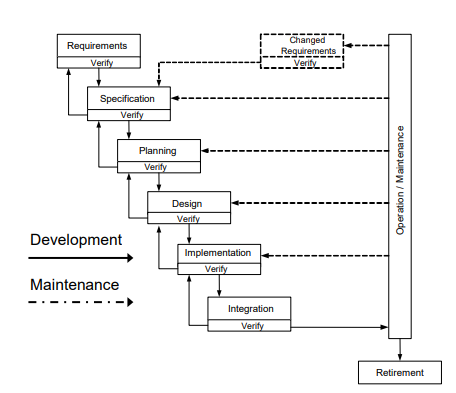 Requirements
Verify
Changed
Requirements
Verify
Specification
Verify
Planning
Verify
Design
Verify
Implementation
Verify
Integration
Verify
Operation / Maintenance
Development
Maintenance
Retirement